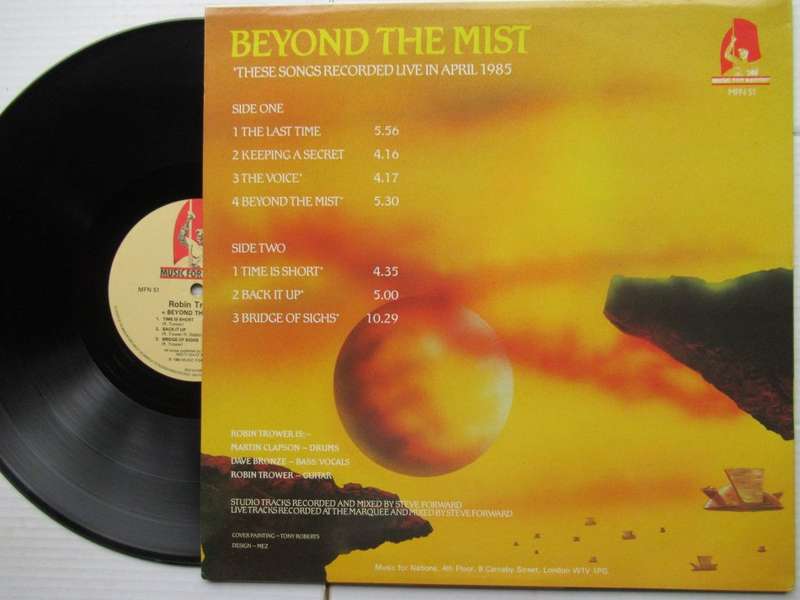 BEYOND THE MIST
*THESE SONGS RECORDED LIVE IN APRIL 1985
MUSIC FOR NATIONS
MFN 51
SIDE ONE
1 THE LAST TIME 5.56
2 KEEPING A SECRET 4.16
3 THE VOICE* 4.17
4 BEYOND THE MIST* 5.30
SIDE TWO
1 TIME IS SHORT* 4.35
2 BACK IT UP* 5.00
3 BRIDGE OF SIGHS* 10.29
ROBIN TROWER IS:~
MARTIN CLAPSON ~ DRUMS
DAVE BRONZE ~ BASS VOCALS
ROBIN TROWER ~ GUITAR
STUDIO TRACKS RECORDED AND MIXED BY STEVE FORWARD
LIVE TRACKS RECORDED AT THE MARQUEE AND MIXED BY STEVE FORWARD
COVER PAINTING ~ TONY ROBERTS
DESIGN ~ MEZ
Music for Nations, 4th Floor, 8 Carnaby Street, London W1V 1PG.
MUSIC FOR
MFN 51
Robin Tr
BEYOND TH
1. TIME IS SHORT
(R. Trower)
2. BACK IT UP
3. BRIDGE OF SIGHS
(R. Trower)